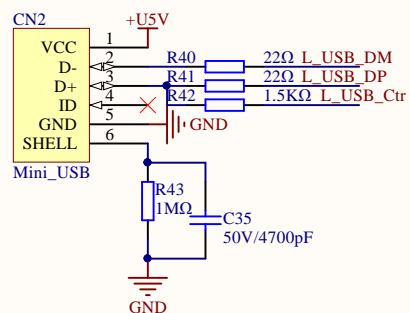 CN2
+U5V
VCC 1
D- 2 R40 22Ω L_USB_DM
D+ 3 R41 22Ω L_USB_DP
ID 4 R42 1.5KΩ L_USB_Ctr
GND 5 GND
SHELL 6
Mini_USB
R43
1MΩ
C35
50V/4700pF
GND